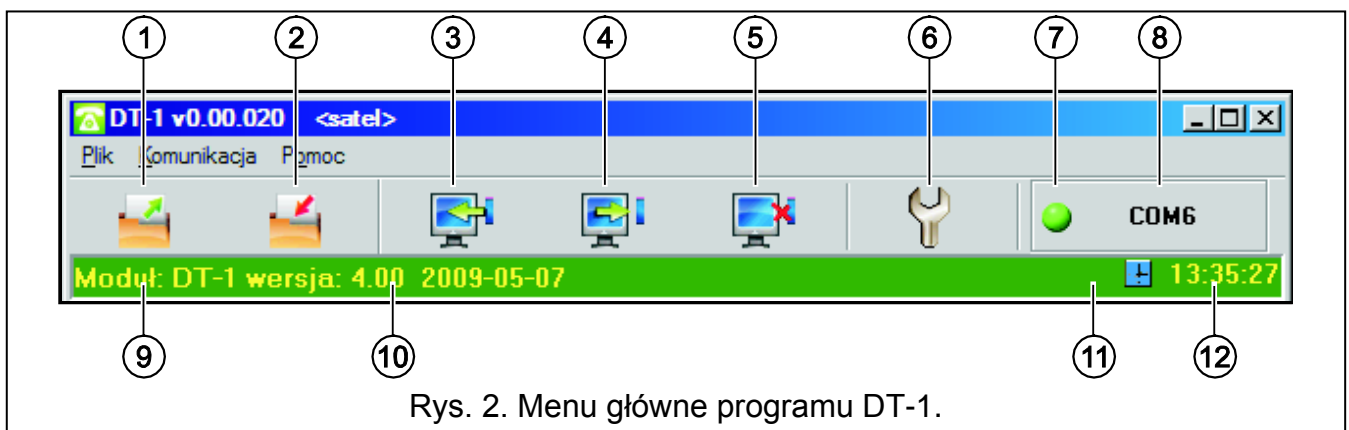 1 2 3 4 5 6 7 8
DT-1 v0.00.020 <satel>
Plik Komunikacja Pomoc
COM6
Moduł: DT-1 wersja: 4.00 2009-05-07 13:35:27
9 10 11 12
Rys. 2. Menu główne programu DT-1.